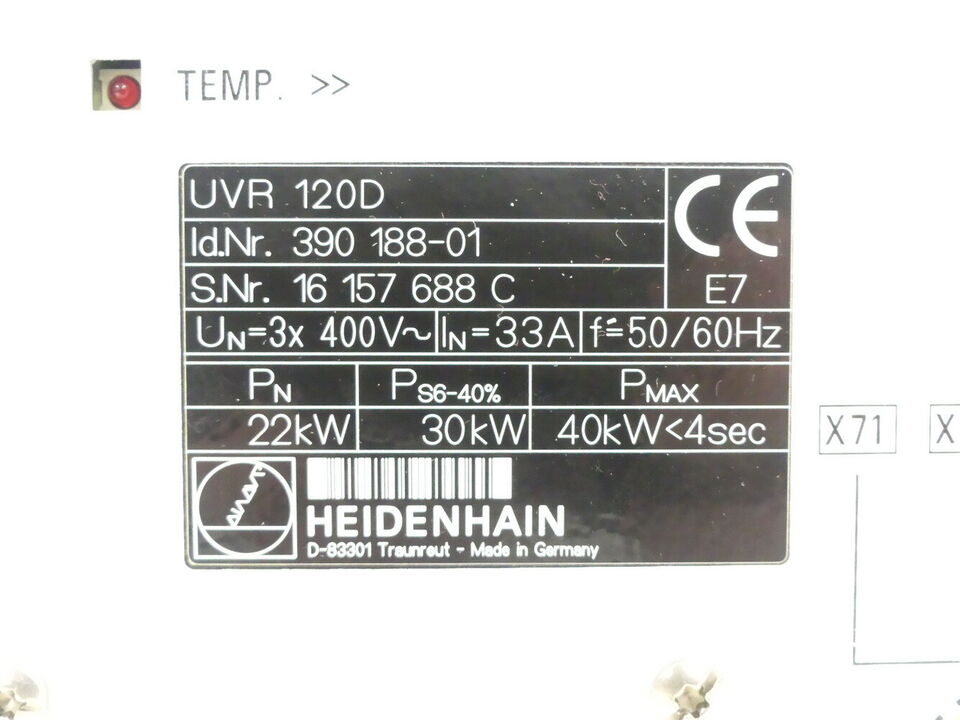 TEMP. >>
UVR 120D
Id.Nr. 390 188-01
S.Nr. 16 157 688 C
CE
E7
UN=3x 400V~ IN=33A f=50/60Hz
PN PS6-40% PMAX
22kW 30kW 40kW<4sec
X71 X
HEIDENHAIN
D-83301 Traunreut - Made in Germany